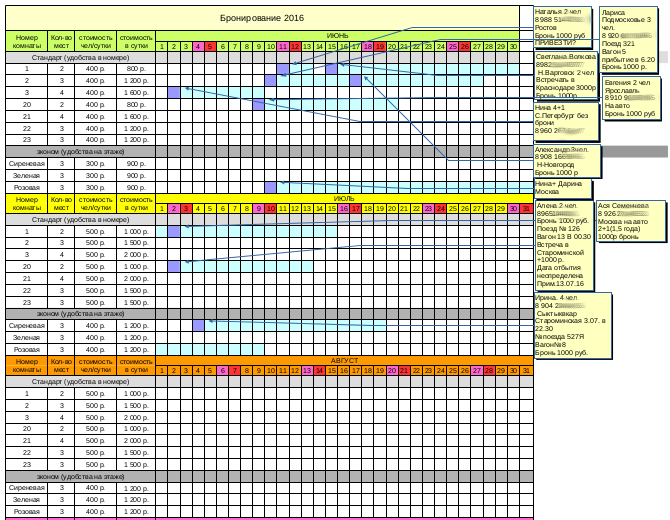 Бронирование 2016
Номер комнаты Кол-во мест стоимость чел/сутки стоимость в сутки ИЮНЬ
1 2 3 4 5 6 7 8 9 10 11 12 13 14 15 16 17 18 19 20 21 22 23 24 25 26 27 28 29 30
Стандарт (удобства в номере)
1 2 400 р. 800 р.
2 3 400 р. 1 200 р.
3 4 400 р. 1 600 р.
20 2 400 р. 800 р.
21 4 400 р. 1 600 р.
22 3 400 р. 1 200 р.
23 3 400 р. 1 200 р.
эконом (удобства на этаже)
Сиреневая 3 300 р. 900 р.
Зеленая 3 300 р. 900 р.
Розовая 3 300 р. 900 р.
Номер комнаты Кол-во мест стоимость чел/сутки стоимость в сутки ИЮЛЬ
1 2 3 4 5 6 7 8 9 10 11 12 13 14 15 16 17 18 19 20 21 22 23 24 25 26 27 28 29 30 31
Стандарт (удобства в номере)
1 2 500 р. 1 000 р.
2 3 500 р. 1 500 р.
3 4 500 р. 2 000 р.
20 2 500 р. 1 000 р.
21 4 500 р. 2 000 р.
22 3 500 р. 1 500 р.
23 3 500 р. 1 500 р.
эконом (удобства на этаже)
Сиреневая 3 400 р. 1 200 р.
Зеленая 3 400 р. 1 200 р.
Розовая 3 400 р. 1 200 р.
Номер комнаты Кол-во мест стоимость чел/сутки стоимость в сутки АВГУСТ
1 2 3 4 5 6 7 8 9 10 11 12 13 14 15 16 17 18 19 20 21 22 23 24 25 26 27 28 29 30 31
Стандарт (удобства в номере)
1 2 500 р. 1 000 р.
2 3 500 р. 1 500 р.
3 4 500 р. 2 000 р.
20 2 500 р. 1 000 р.
21 4 500 р. 2 000 р.
22 3 500 р. 1 500 р.
23 3 500 р. 1 500 р.
эконом (удобства на этаже)
Сиреневая 3 400 р. 1 200 р.
Зеленая 3 400 р. 1 200 р.
Розовая 3 400 р. 1 200 р.
Наталья 2 чел
8 988 51
Ростов
Бронь 1000 руб
ПРИВЕЗТИ?
Лариса
Подмосковье 3
чел.
8 920
Поезд 321
Вагон 5
прибытие в 6.20
Бронь 1000 р.
Светлана.Волкова
8982
Н.Вартовск 2 чел
Встречать в
Краснодаре 3000р
Бронь 1000р
Евгения 2 чел
Ярославль
8 910
На авто
Бронь 1000 руб
Нина 4+1
С.Петербург без
брони
8 960
Александр3чел.
8 908
Н-Новгород
Бронь 1000 р
Нина+ Дарина
Москва
Алена 2 чел.
8965
Бронь 1000 руб.
Поезд № 126
Вагон 13 В 00.30
Встреча в
Староминской
+1000р.
Дата отбытия
неопределена
Прим.13.07.16
Ася Семенчева
8 926
Москва на авто
2+1(1,5 года)
1000р бронь
Ирина. 4 чел
8 904
Сыктывкар
Староминская 3.07. в
22.30
№поезда 527Я
Вагон№8
Бронь 1000 руб.